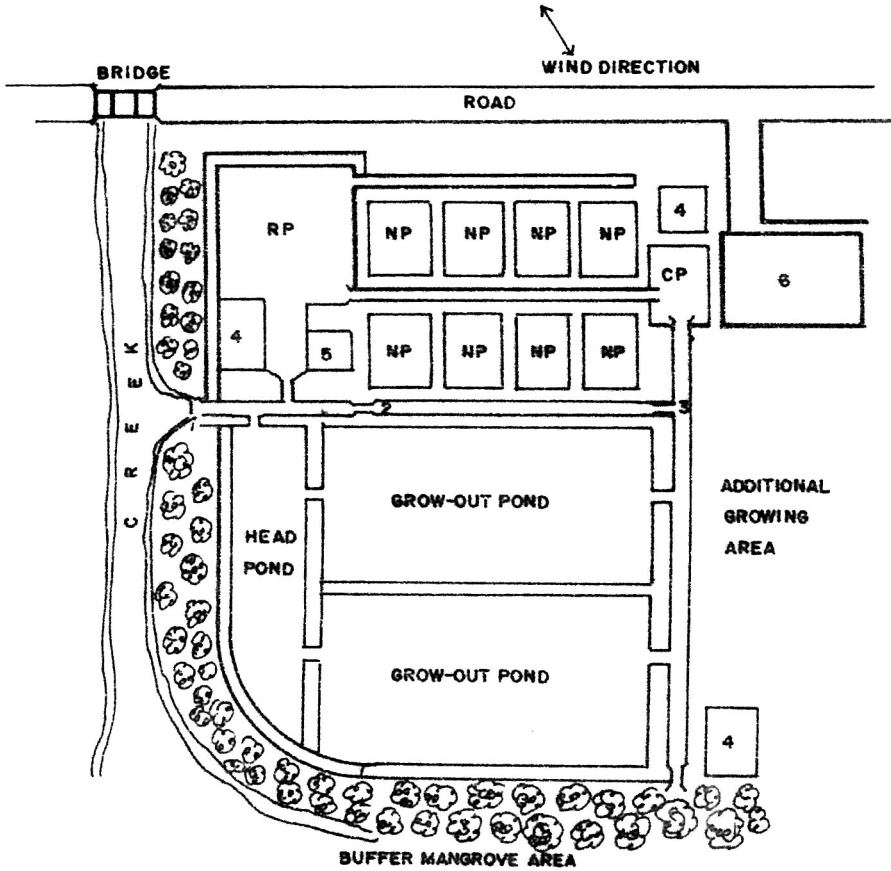 WIND DIRECTION
BRIDGE
ROAD
RP
NP NP NP NP
4
CP
6
4
5
NP NP NP NP
2
3
CREEK
HEAD
POND
GROW-OUT POND
ADDITIONAL
GROWING
AREA
GROW-OUT POND
4
BUFFER MANGROVE AREA